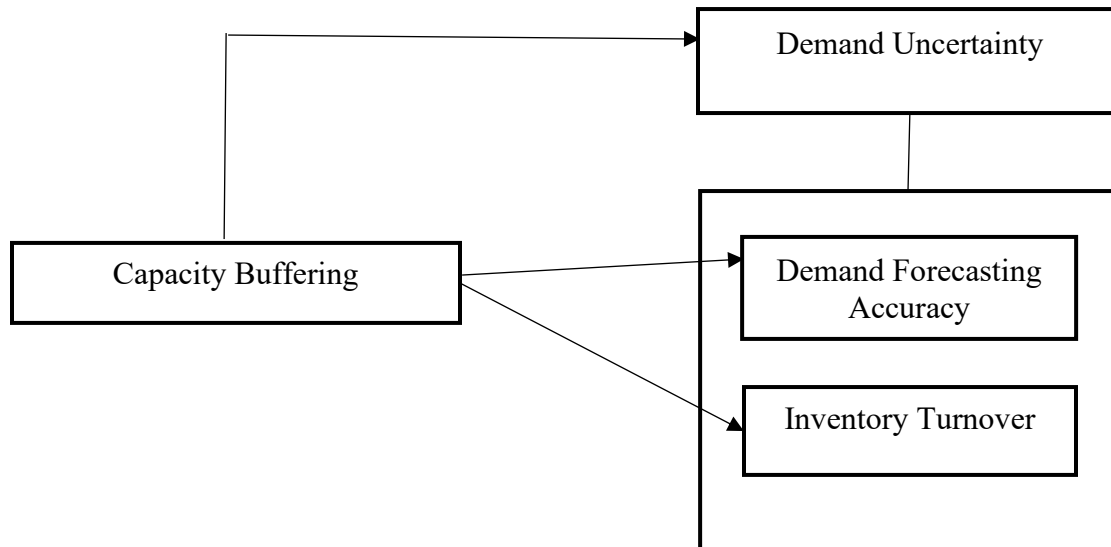 Demand Uncertainty
Capacity Buffering
Demand Forecasting
Accuracy
Inventory Turnover